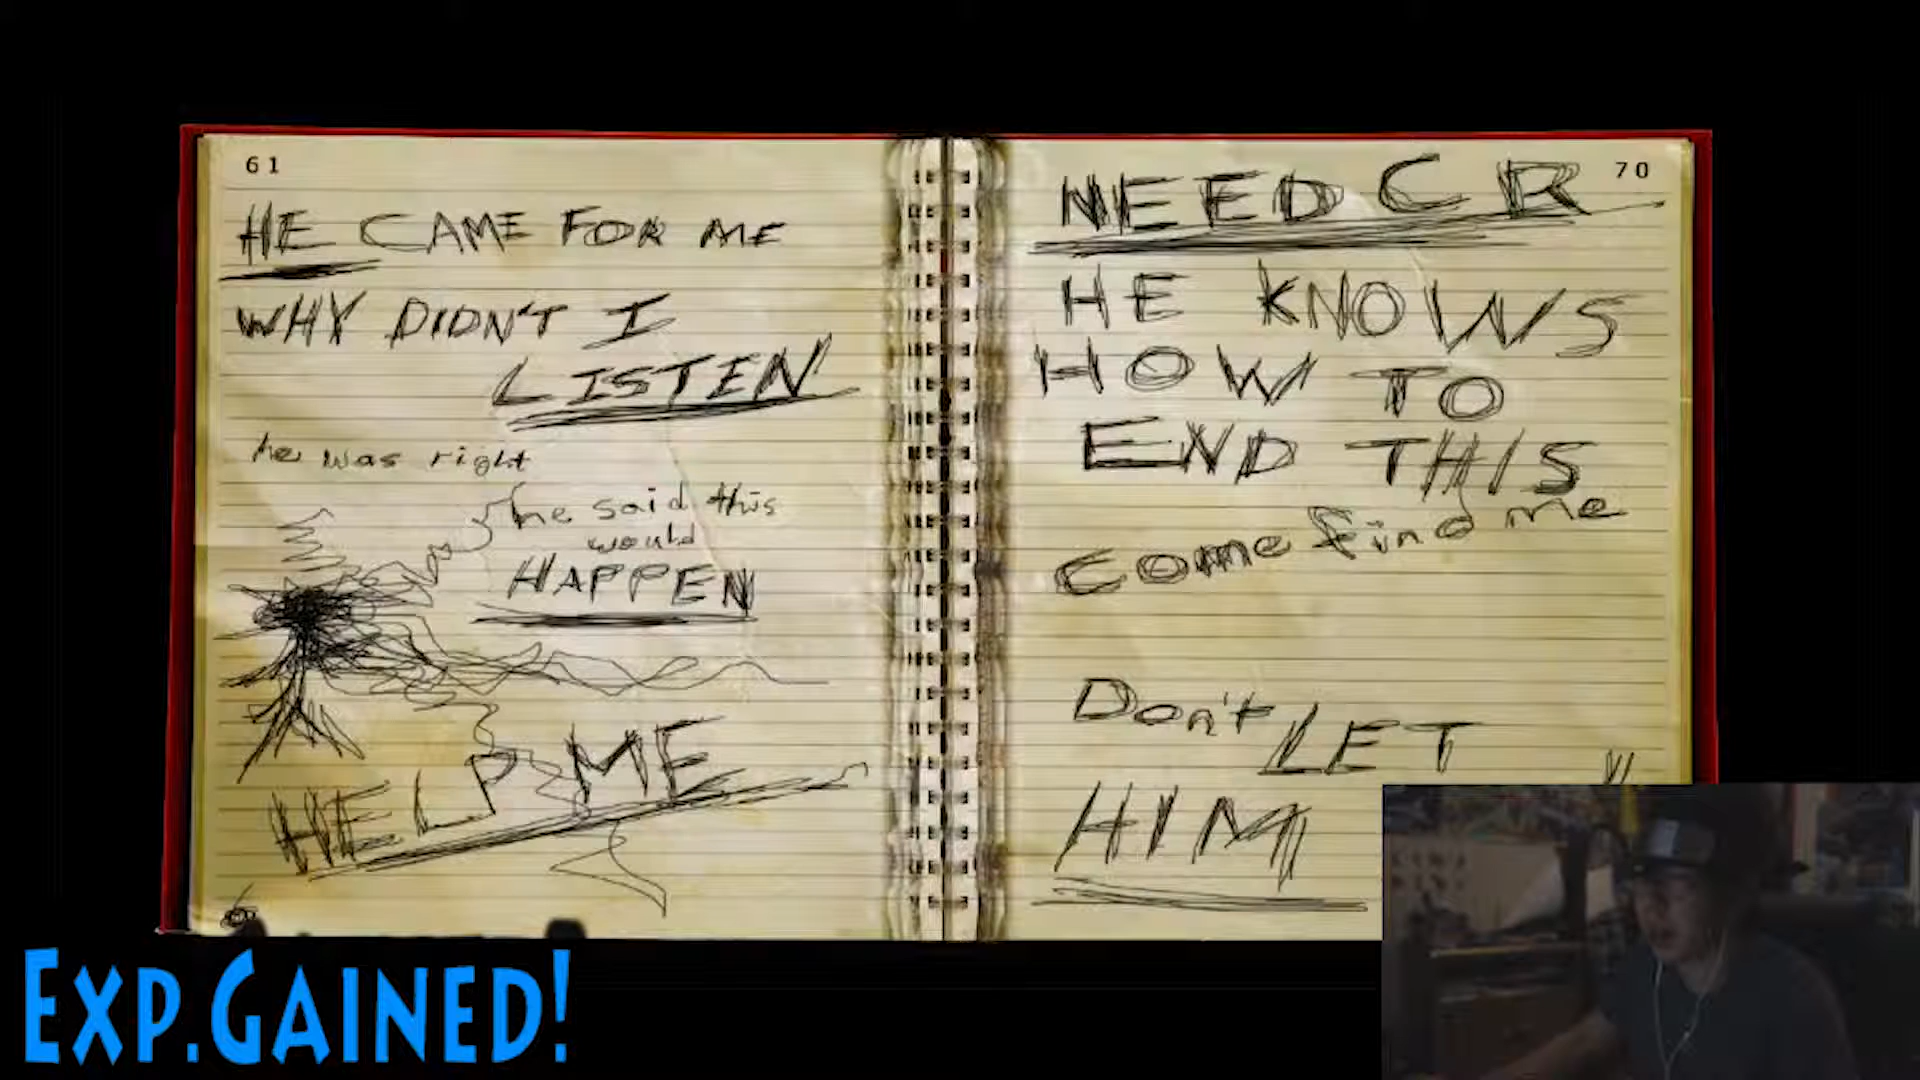 61
HE CAME FOR ME
WHY DIDN'T I
LISTEN
he was right
he said this
would
HAPPEN
HELP ME
70
NEED CR
HE KNOWS
HOW TO
END THIS
come find me
Don't LET
HIM
EXP.GAINED!